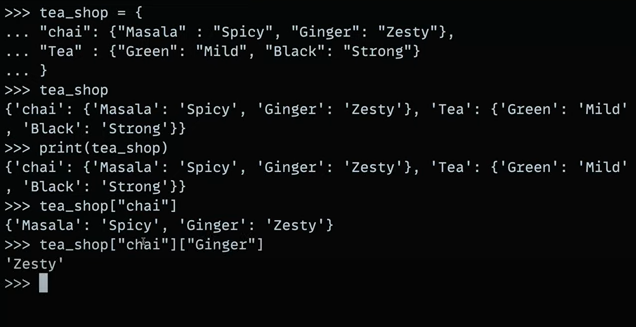 >>> tea_shop = {
... "chai": {"Masala" : "Spicy", "Ginger": "Zesty"},
... "Tea" : {"Green": "Mild", "Black": "Strong"}
... }
>>> tea_shop
{'chai': {'Masala': 'Spicy', 'Ginger': 'Zesty'}, 'Tea': {'Green': 'Mild'
, 'Black': 'Strong'}}
>>> print(tea_shop)
{'chai': {'Masala': 'Spicy', 'Ginger': 'Zesty'}, 'Tea': {'Green': 'Mild'
, 'Black': 'Strong'}}
>>> tea_shop["chai"]
{'Masala': 'Spicy', 'Ginger': 'Zesty'}
>>> tea_shop["chai"]["Ginger"]
'Zesty'
>>>